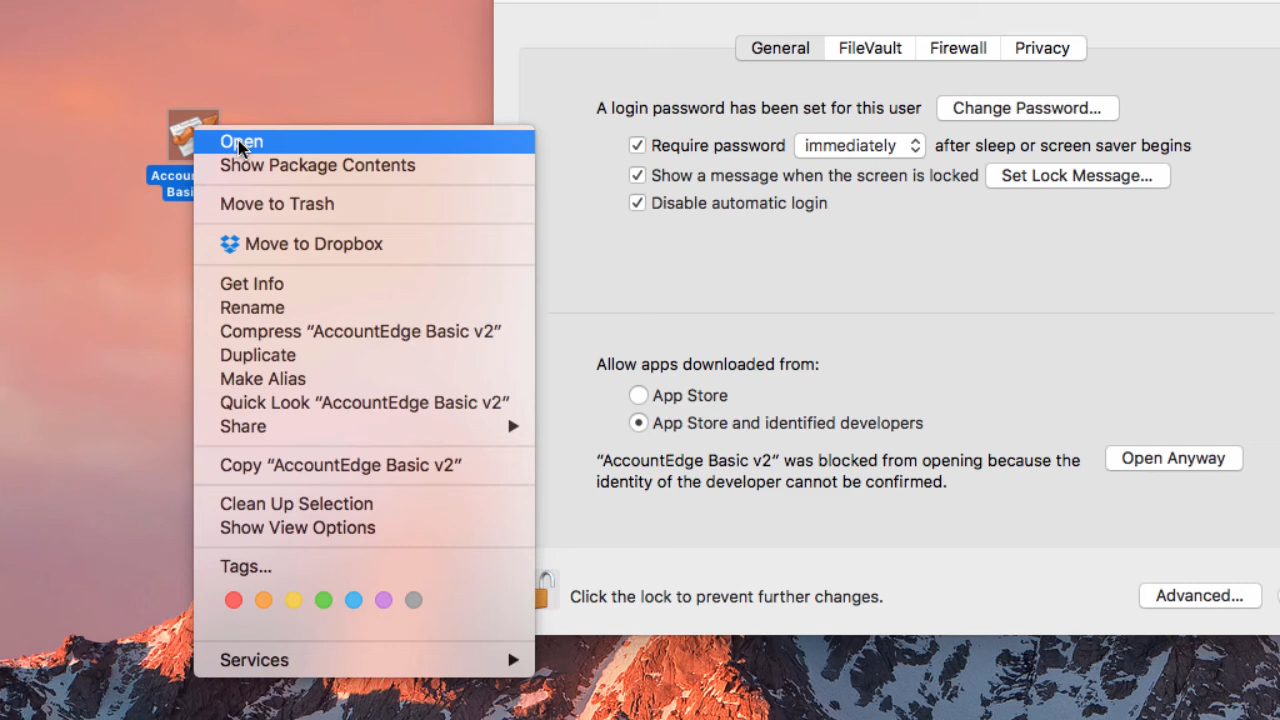 Accou
Basi
Open
Show Package Contents
Move to Trash
Move to Dropbox
Get Info
Rename
Compress “AccountEdge Basic v2”
Duplicate
Make Alias
Quick Look “AccountEdge Basic v2”
Share
Copy “AccountEdge Basic v2”
Clean Up Selection
Show View Options
Tags...
Services
General FileVault Firewall Privacy
A login password has been set for this user Change Password...
Require password immediately after sleep or screen saver begins
Show a message when the screen is locked Set Lock Message...
Disable automatic login
Allow apps downloaded from:
App Store
App Store and identified developers
“AccountEdge Basic v2” was blocked from opening because the Open Anyway
identity of the developer cannot be confirmed.
Click the lock to prevent further changes. Advanced...